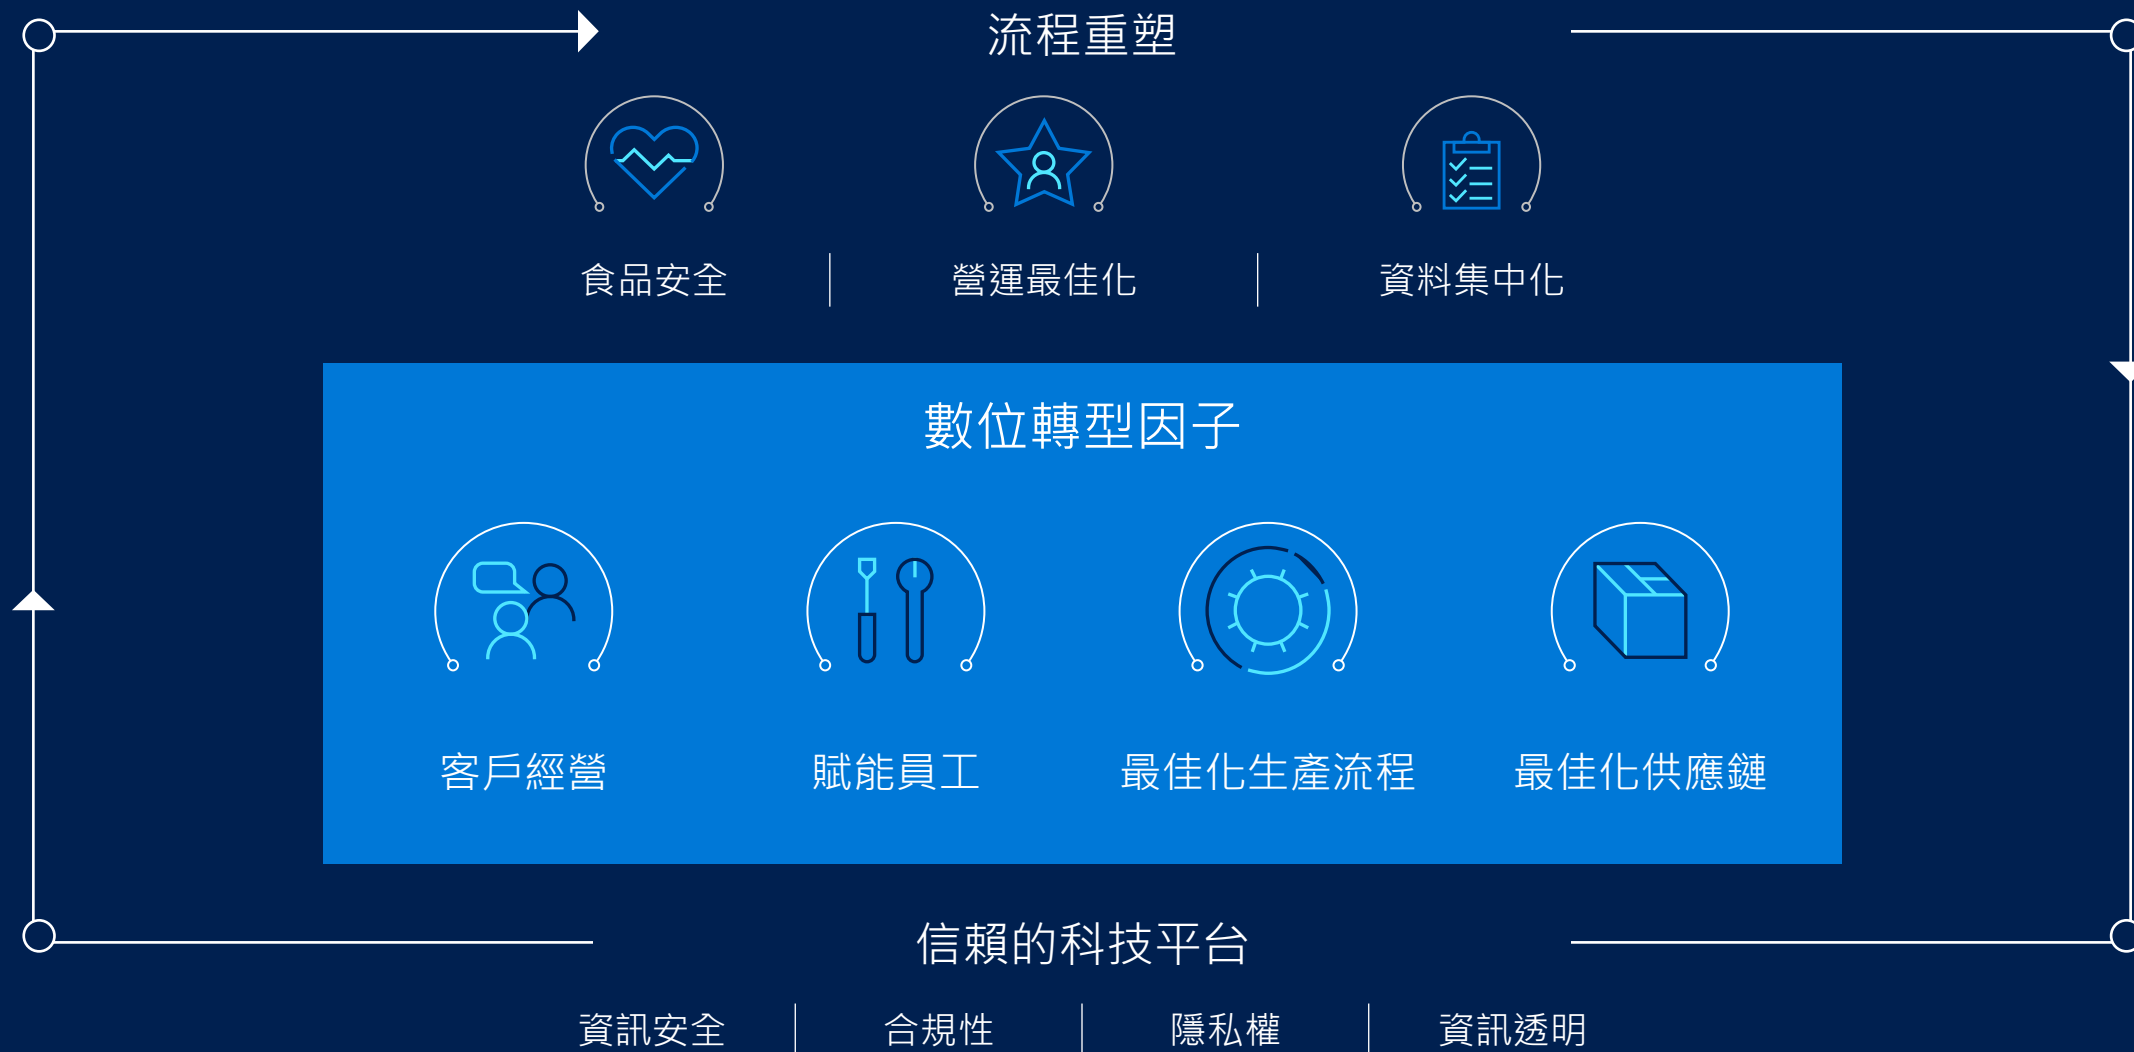 流程重塑
食品安全 營運最佳化 資料集中化
數位轉型因子
客戶經營 賦能員工 最佳化生產流程 最佳化供應鏈
信賴的科技平台
資訊安全 合規性 隱私權 資訊透明